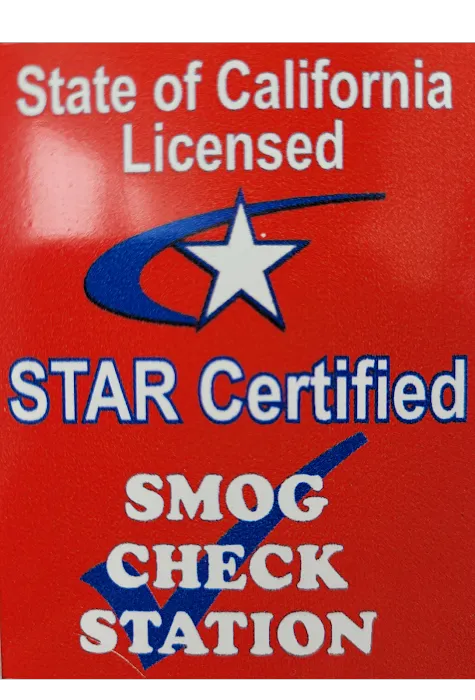 State of California
Licensed
STAR Certified
SMOG
CHECK
STATION